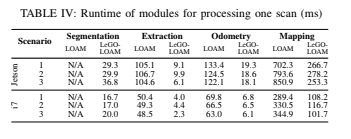 TABLE IV: Runtime of modules for processing one scan (ms)
Scenario Segmentation Extraction Odometry Mapping
LOAM LeGO-LOAM LOAM LeGO-LOAM LOAM LeGO-LOAM LOAM LeGO-LOAM
Jetson
1 N/A 29.3 105.1 9.1 133.4 19.3 702.3 266.7
2 N/A 29.9 106.7 9.9 124.5 18.6 793.6 278.2
3 N/A 36.8 104.6 6.1 122.1 18.1 850.9 253.3
i7
1 N/A 16.7 50.4 4.0 69.8 6.8 289.4 108.2
2 N/A 17.0 49.3 4.4 66.5 6.5 330.5 116.7
3 N/A 20.0 48.5 2.3 63.0 6.1 344.9 101.7